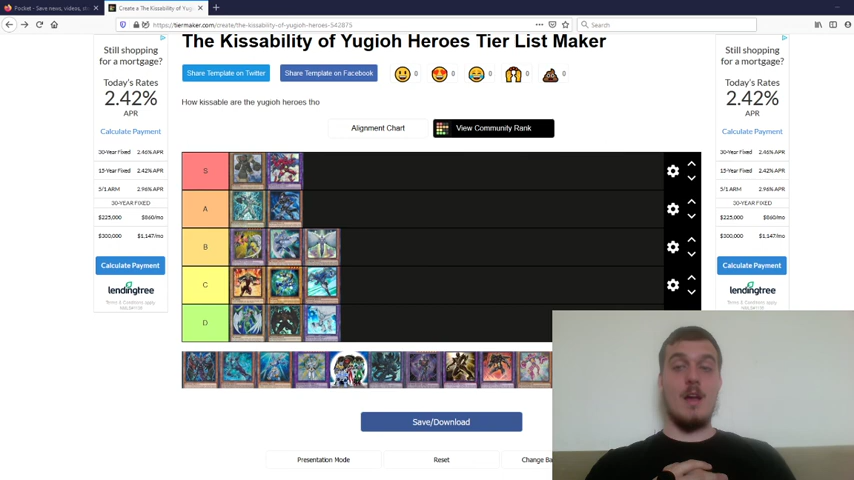 Pocket - Save news, videos, st
Create a The Kissability of Yugi
https://tiermaker.com/create/the-kissability-of-yugioh-heroes-542875
Search
The Kissability of Yugioh Heroes Tier List Maker
Share Template on Twitter
Share Template on Facebook
0
0
0
0
0
How kissable are the yugioh heroes tho
Alignment Chart
View Community Rank
S
A
B
C
D
Save/Download
Presentation Mode
Reset
Change Ba
Still shopping
for a mortgage?
Today's Rates
2.42%
APR
Calculate Payment
30-Year Fixed 2.46% APR
15-Year Fixed 2.42% APR
5/1 ARM 2.96% APR
30-YEAR FIXED
$225,000 $860/mo
$300,000 $1,147/mo
Calculate Payment
lendingtree
Still shopping
for a mortgage?
Today's Rates
2.42%
APR
Calculate Payment
30-Year Fixed 2.46% APR
15-Year Fixed 2.42% APR
5/1 ARM 2.96% APR
30-YEAR FIXED
$225,000 $860/mo
$300,000 $1,147/mo
Calculate Payment
lendingtree